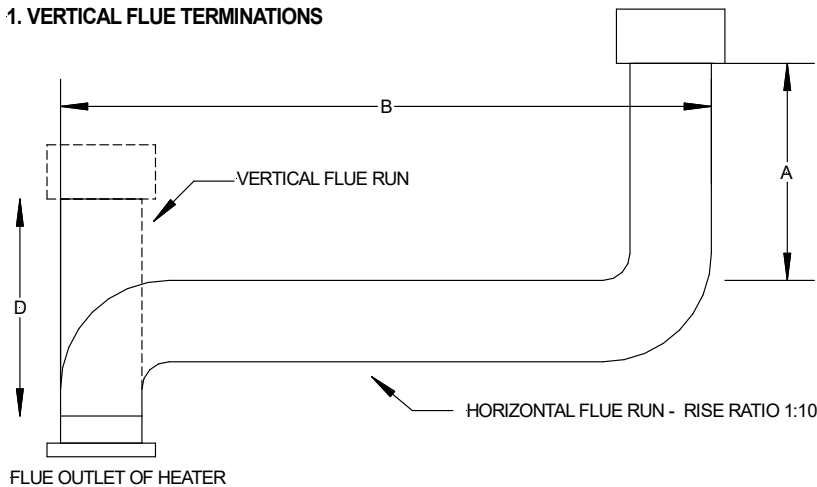 1. VERTICAL FLUE TERMINATIONS
B
A
VERTICAL FLUE RUN
D
HORIZONTAL FLUE RUN - RISE RATIO 1:10
FLUE OUTLET OF HEATER